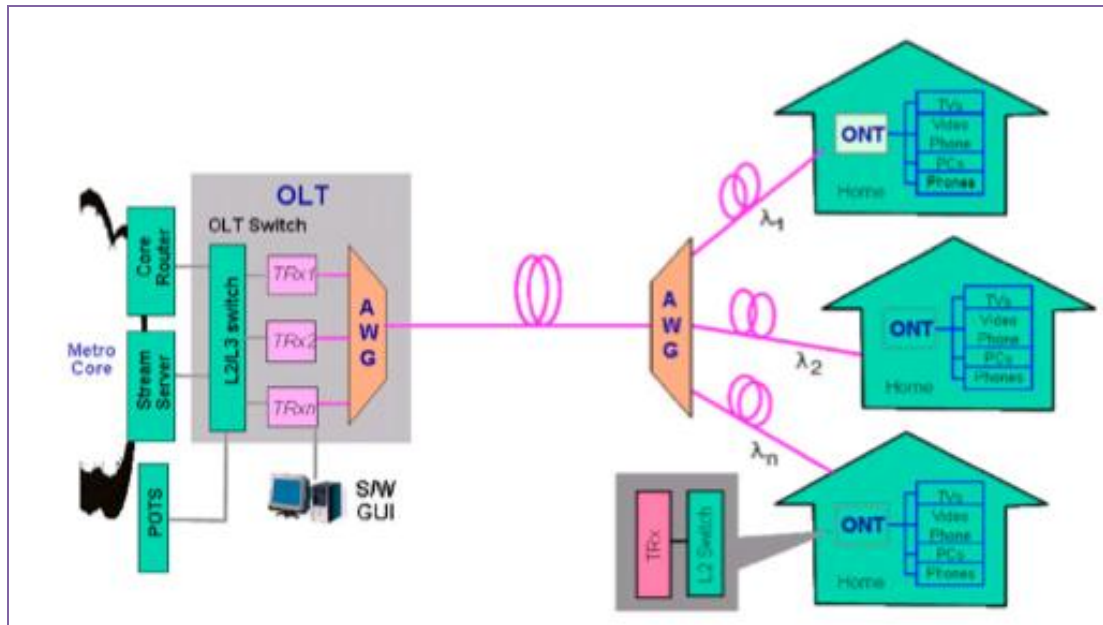 OLT
OLT Switch
Core
Router
Metro
Core
Stream
Server
POTS
L2/L3 switch
TRx1
TRx2
TRxn
AWG
S/W
GUI
AWG
λ1
λ2
λn
ONT
Home
TVs
Video
Phone
PCs
Phones
ONT
Home
TVs
Video
Phone
PCs
Phones
TRx
L2 Switch
ONT
Home
TVs
Video
Phone
PCs
Phones